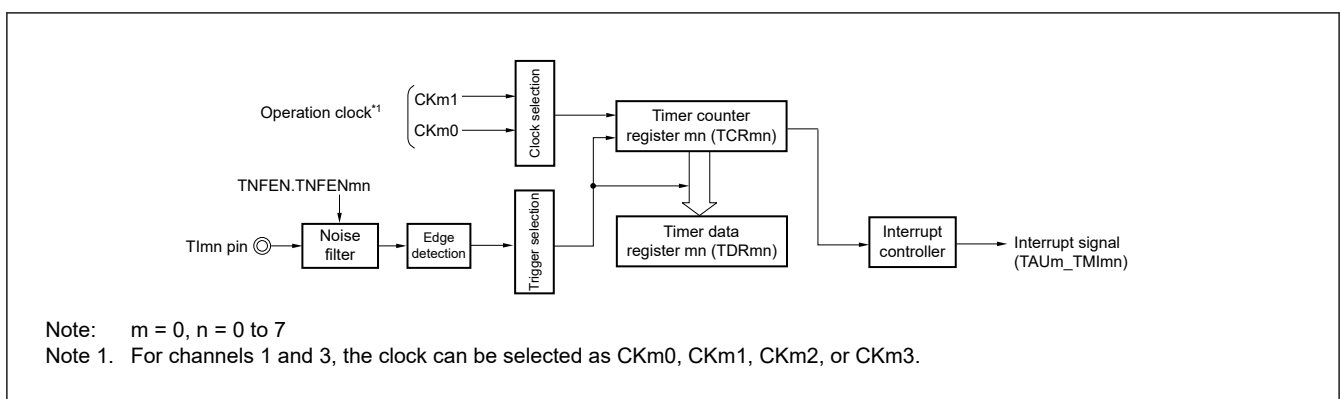 Operation clock*1
CKm1
CKm0
Clock selection
Timer counter
register mn (TCRmn)
TNFEN.TNFENmn
TImn pin
Noise
filter
Edge
detection
Trigger selection
Timer data
register mn (TDRmn)
Interrupt
controller
Interrupt signal
(TAUm_TMImn)
Note: m = 0, n = 0 to 7
Note 1. For channels 1 and 3, the clock can be selected as CKm0, CKm1, CKm2, or CKm3.